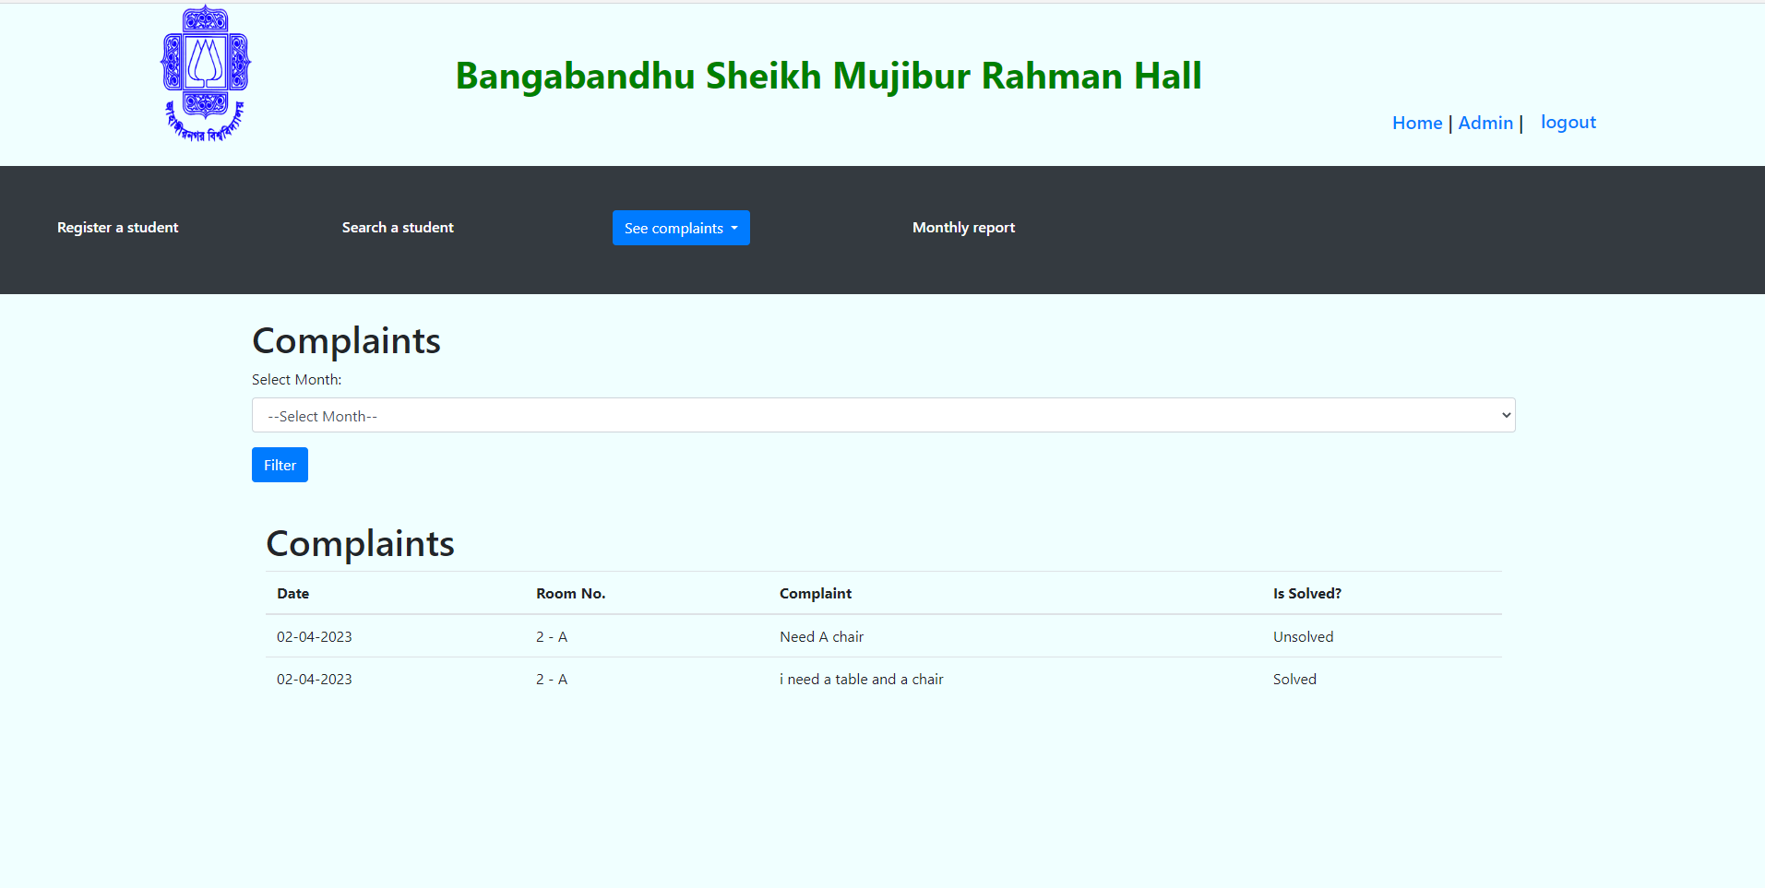 জাহাঙ্গীরনগর বিশ্ববিদ্যালয়
Bangabandhu Sheikh Mujibur Rahman Hall
Home | Admin | logout
Register a student Search a student See complaints Monthly report
Complaints
Select Month:
--Select Month--
Filter
Complaints
Date Room No. Complaint Is Solved?
02-04-2023 2 - A Need A chair Unsolved
02-04-2023 2 - A i need a table and a chair Solved